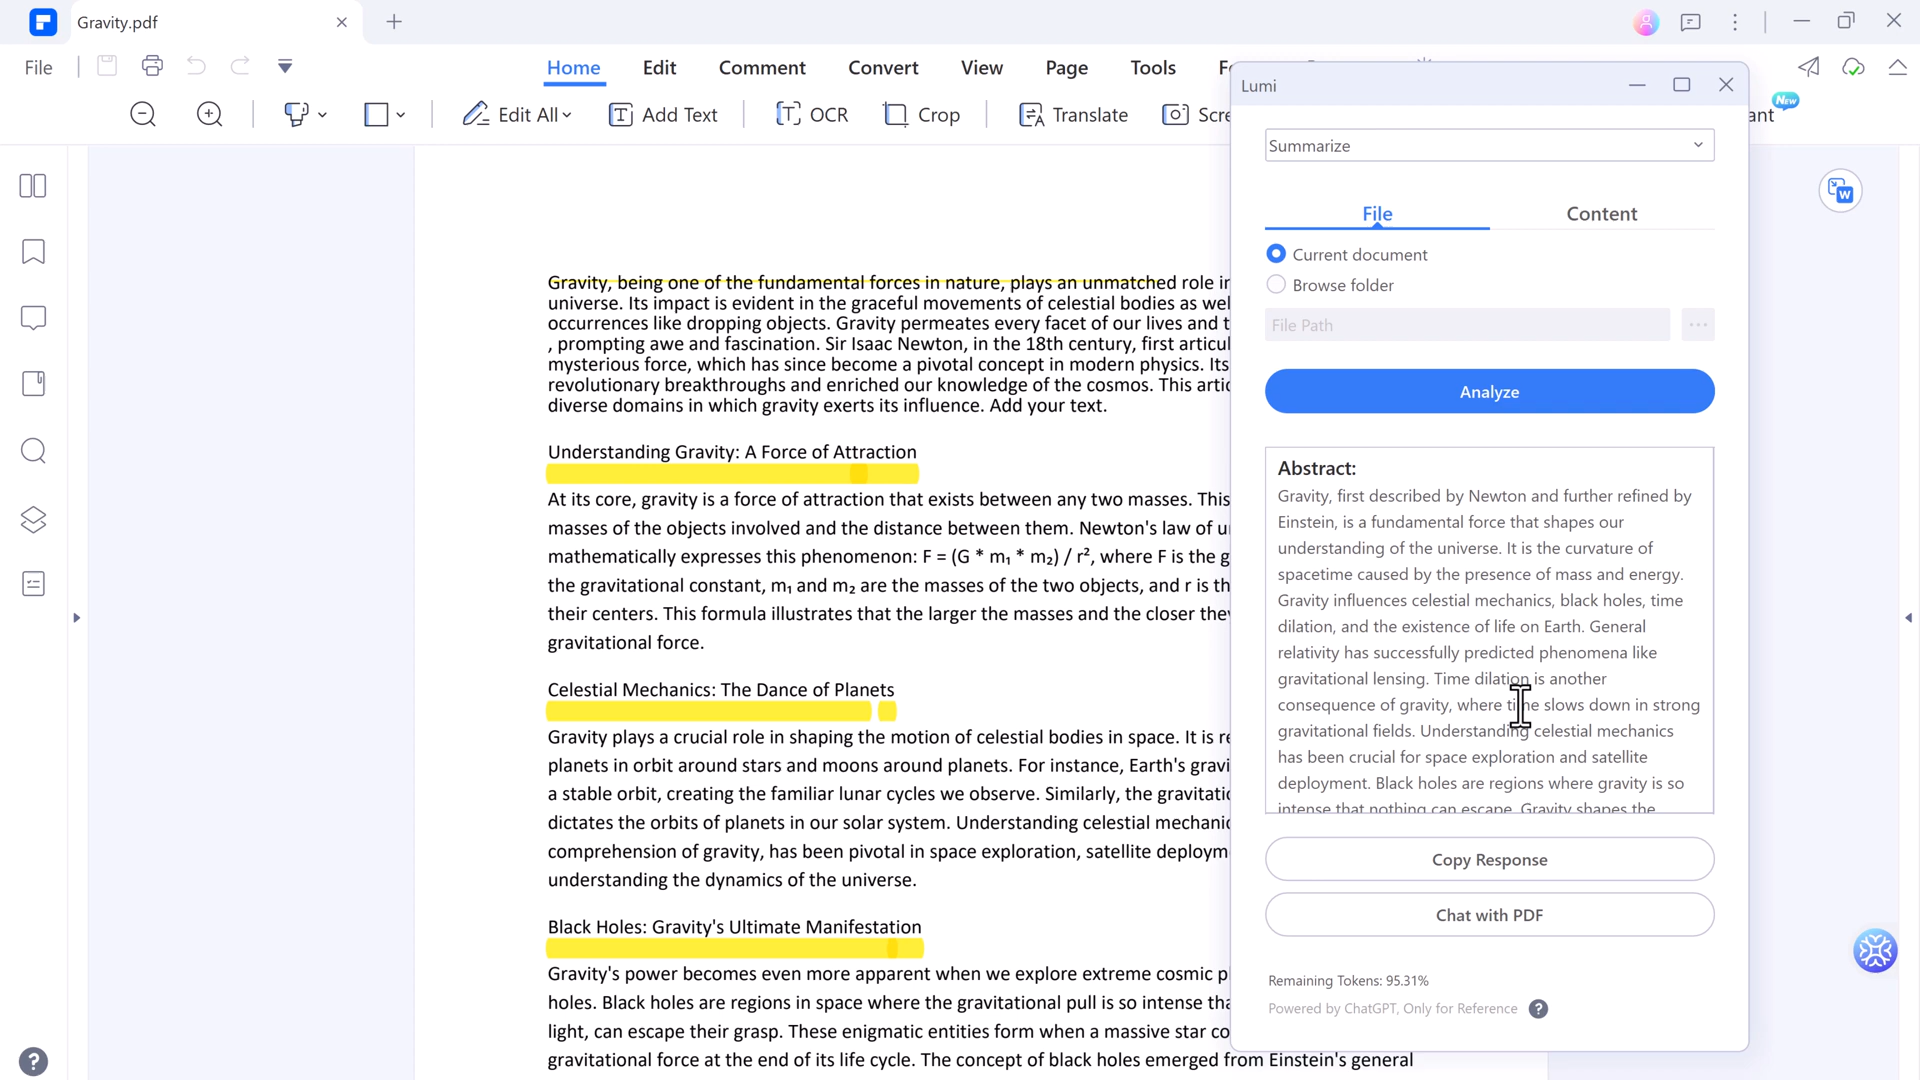 Gravity.pdf
File
Home
Edit
Comment
Convert
View
Page
Tools
Edit All
Add Text
OCR
Crop
Translate
Scre
ant
New
Gravity, being one of the fundamental forces in nature, plays an unmatched role in
universe. Its impact is evident in the graceful movements of celestial bodies as wel
occurrences like dropping objects. Gravity permeates every facet of our lives and t
, prompting awe and fascination. Sir Isaac Newton, in the 18th century, first articul
mysterious force, which has since become a pivotal concept in modern physics. Its
revolutionary breakthroughs and enriched our knowledge of the cosmos. This artic
diverse domains in which gravity exerts its influence. Add your text.
Understanding Gravity: A Force of Attraction
At its core, gravity is a force of attraction that exists between any two masses. This
masses of the objects involved and the distance between them. Newton's law of u
mathematically expresses this phenomenon: F = (G * m₁ * m₂) / r², where F is the g
the gravitational constant, m₁ and m₂ are the masses of the two objects, and r is th
their centers. This formula illustrates that the larger the masses and the closer they
gravitational force.
Celestial Mechanics: The Dance of Planets
Gravity plays a crucial role in shaping the motion of celestial bodies in space. It is re
planets in orbit around stars and moons around planets. For instance, Earth's gravi
a stable orbit, creating the familiar lunar cycles we observe. Similarly, the gravitatio
dictates the orbits of planets in our solar system. Understanding celestial mechanic
comprehension of gravity, has been pivotal in space exploration, satellite deploym
understanding the dynamics of the universe.
Black Holes: Gravity's Ultimate Manifestation
Gravity's power becomes even more apparent when we explore extreme cosmic p
holes. Black holes are regions in space where the gravitational pull is so intense tha
light, can escape their grasp. These enigmatic entities form when a massive star co
gravitational force at the end of its life cycle. The concept of black holes emerged from Einstein's general
Lumi
Summarize
File
Content
Current document
Browse folder
File Path
Analyze
Abstract:
Gravity, first described by Newton and further refined by
Einstein, is a fundamental force that shapes our
understanding of the universe. It is the curvature of
spacetime caused by the presence of mass and energy.
Gravity influences celestial mechanics, black holes, time
dilation, and the existence of life on Earth. General
relativity has successfully predicted phenomena like
gravitational lensing. Time dilation is another
consequence of gravity, where time slows down in strong
gravitational fields. Understanding celestial mechanics
has been crucial for space exploration and satellite
deployment. Black holes are regions where gravity is so
intense that nothing can escape. Gravity shapes the
Copy Response
Chat with PDF
Remaining Tokens: 95.31%
Powered by ChatGPT, Only for Reference